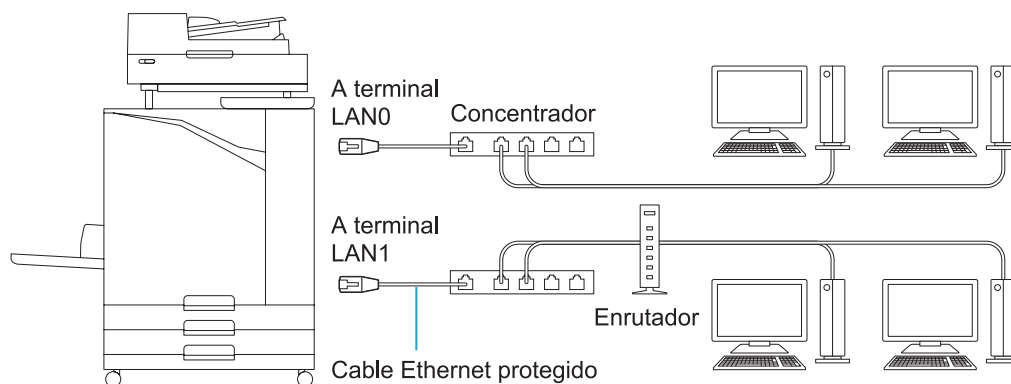 A terminal
LAN0
Concentrador
A terminal
LAN1
Enrutador
Cable Ethernet protegido